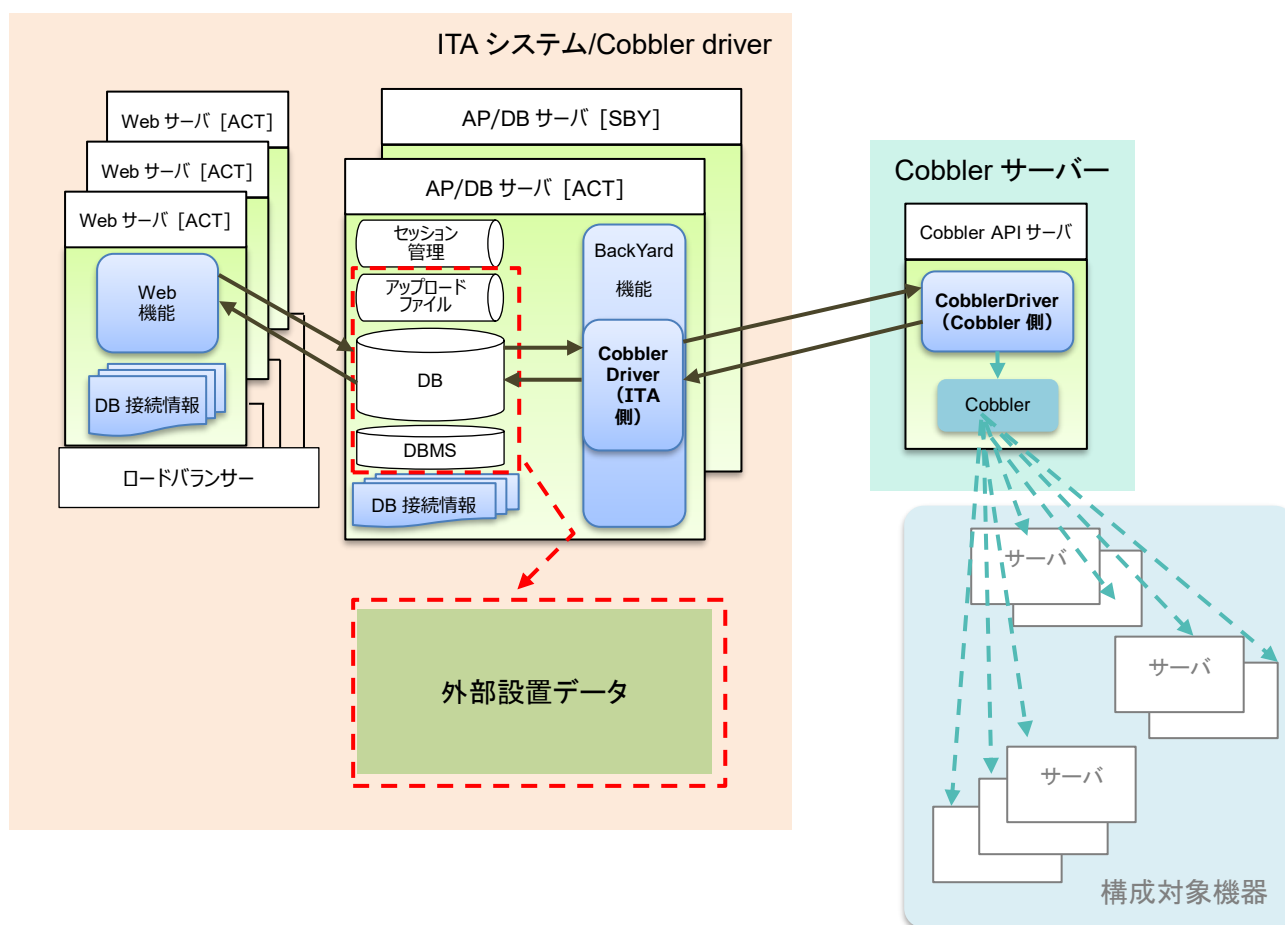 ITA システム/Cobbler driver
Web サーバ [ACT]
Web サーバ [ACT]
Web サーバ [ACT]
Web
機能
DB 接続情報
ロードバランサー
AP/DB サーバ [SBY]
AP/DB サーバ [ACT]
セッション
管理
アップロード
ファイル
DB
DBMS
DB 接続情報
BackYard
機能
Cobbler
Driver
(ITA
側)
外部設置データ
Cobbler サーバー
Cobbler API サーバ
CobblerDriver
(Cobbler 側)
Cobbler
サーバ
サーバ
サーバ
構成対象機器